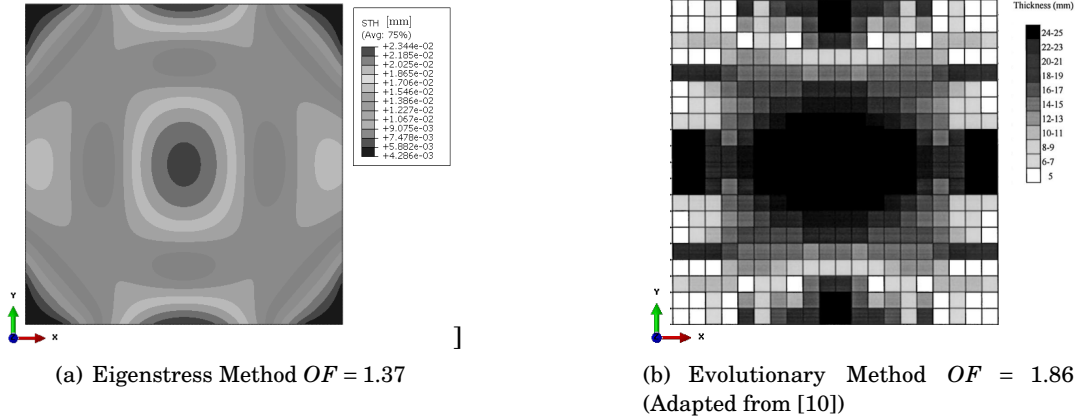 STH [mm]
(Avg: 75%)
+2.344e-02
+2.185e-02
+2.025e-02
+1.865e-02
+1.706e-02
+1.546e-02
+1.386e-02
+1.227e-02
+1.067e-02
+9.075e-03
+7.478e-03
+5.882e-03
+4.286e-03
Y
X
]
(a) Eigenstress Method OF = 1.37
Thickness (mm)
24-25
22-23
20-21
18-19
16-17
14-15
12-13
10-11
8-9
6-7
5
Y
X
(b) Evolutionary Method OF = 1.86
(Adapted from [10])